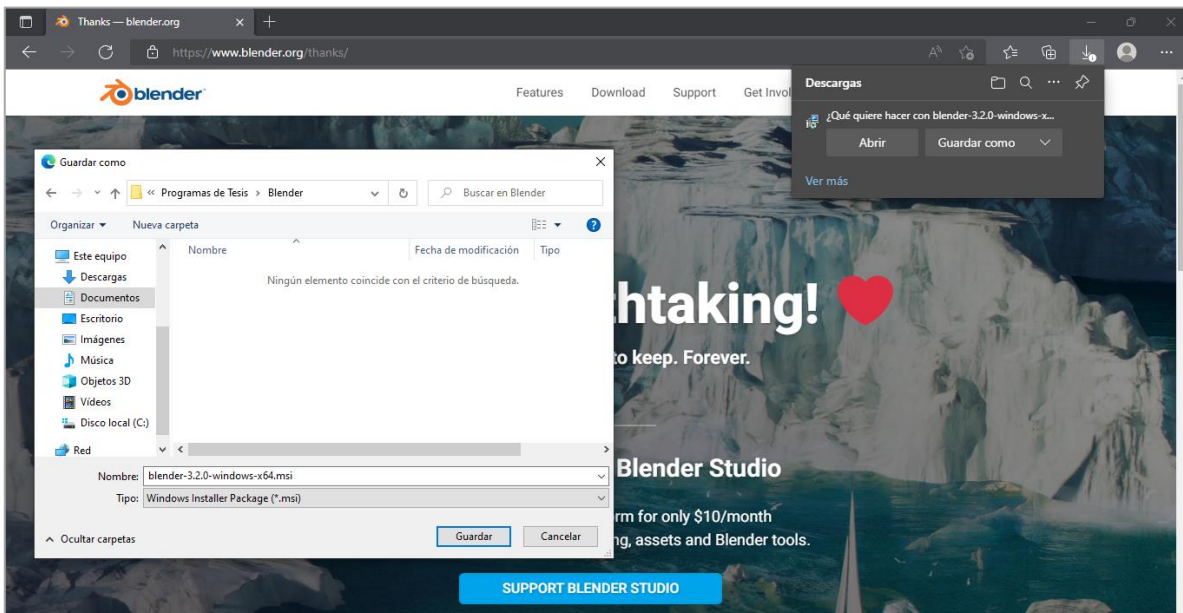 Thanks — blender.org
https://www.blender.org/thanks/
blender
Features Download Support Get Invol
Descargas
¿Qué quiere hacer con blender-3.2.0-windows-x...
Abrir Guardar como
Ver más
Guardar como
« Programas de Tesis > Blender
Buscar en Blender
Organizar Nueva carpeta
Nombre Fecha de modificación Tipo
Ningún elemento coincide con el criterio de búsqueda.
Este equipo
Descargas
Documentos
Escritorio
Imágenes
Música
Objetos 3D
Vídeos
Disco local (C:)
Red
Nombre: blender-3.2.0-windows-x64.msi
Tipo: Windows Installer Package (*.msi)
Ocultar carpetas
Guardar Cancelar
htaking!
to keep. Forever.
Blender Studio
rm for only $10/month
ng, assets and Blender tools.
SUPPORT BLENDER STUDIO